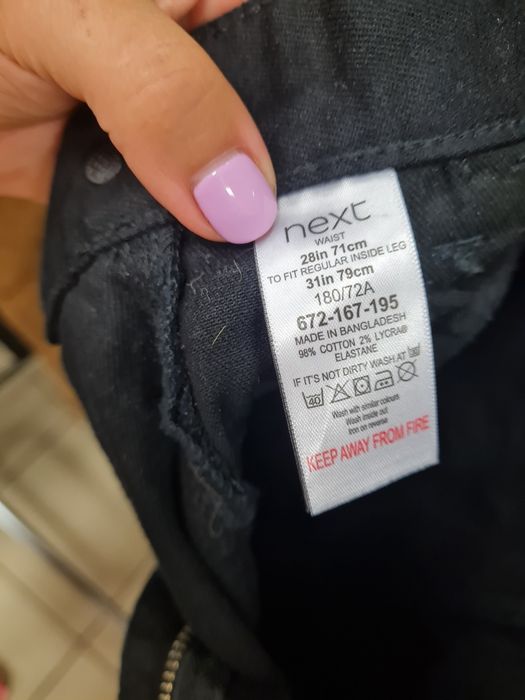 next
WAIST
28in 71cm
TO FIT REGULAR INSIDE LEG
31in 79cm
180/72A
672-167-195
MADE IN BANGLADESH
98% COTTON 2% LYCRA®
ELASTANE
IF IT'S NOT DIRTY WASH AT 30
40
Wash with similar colours
Wash inside out
Iron on reverse
KEEP AWAY FROM FIRE